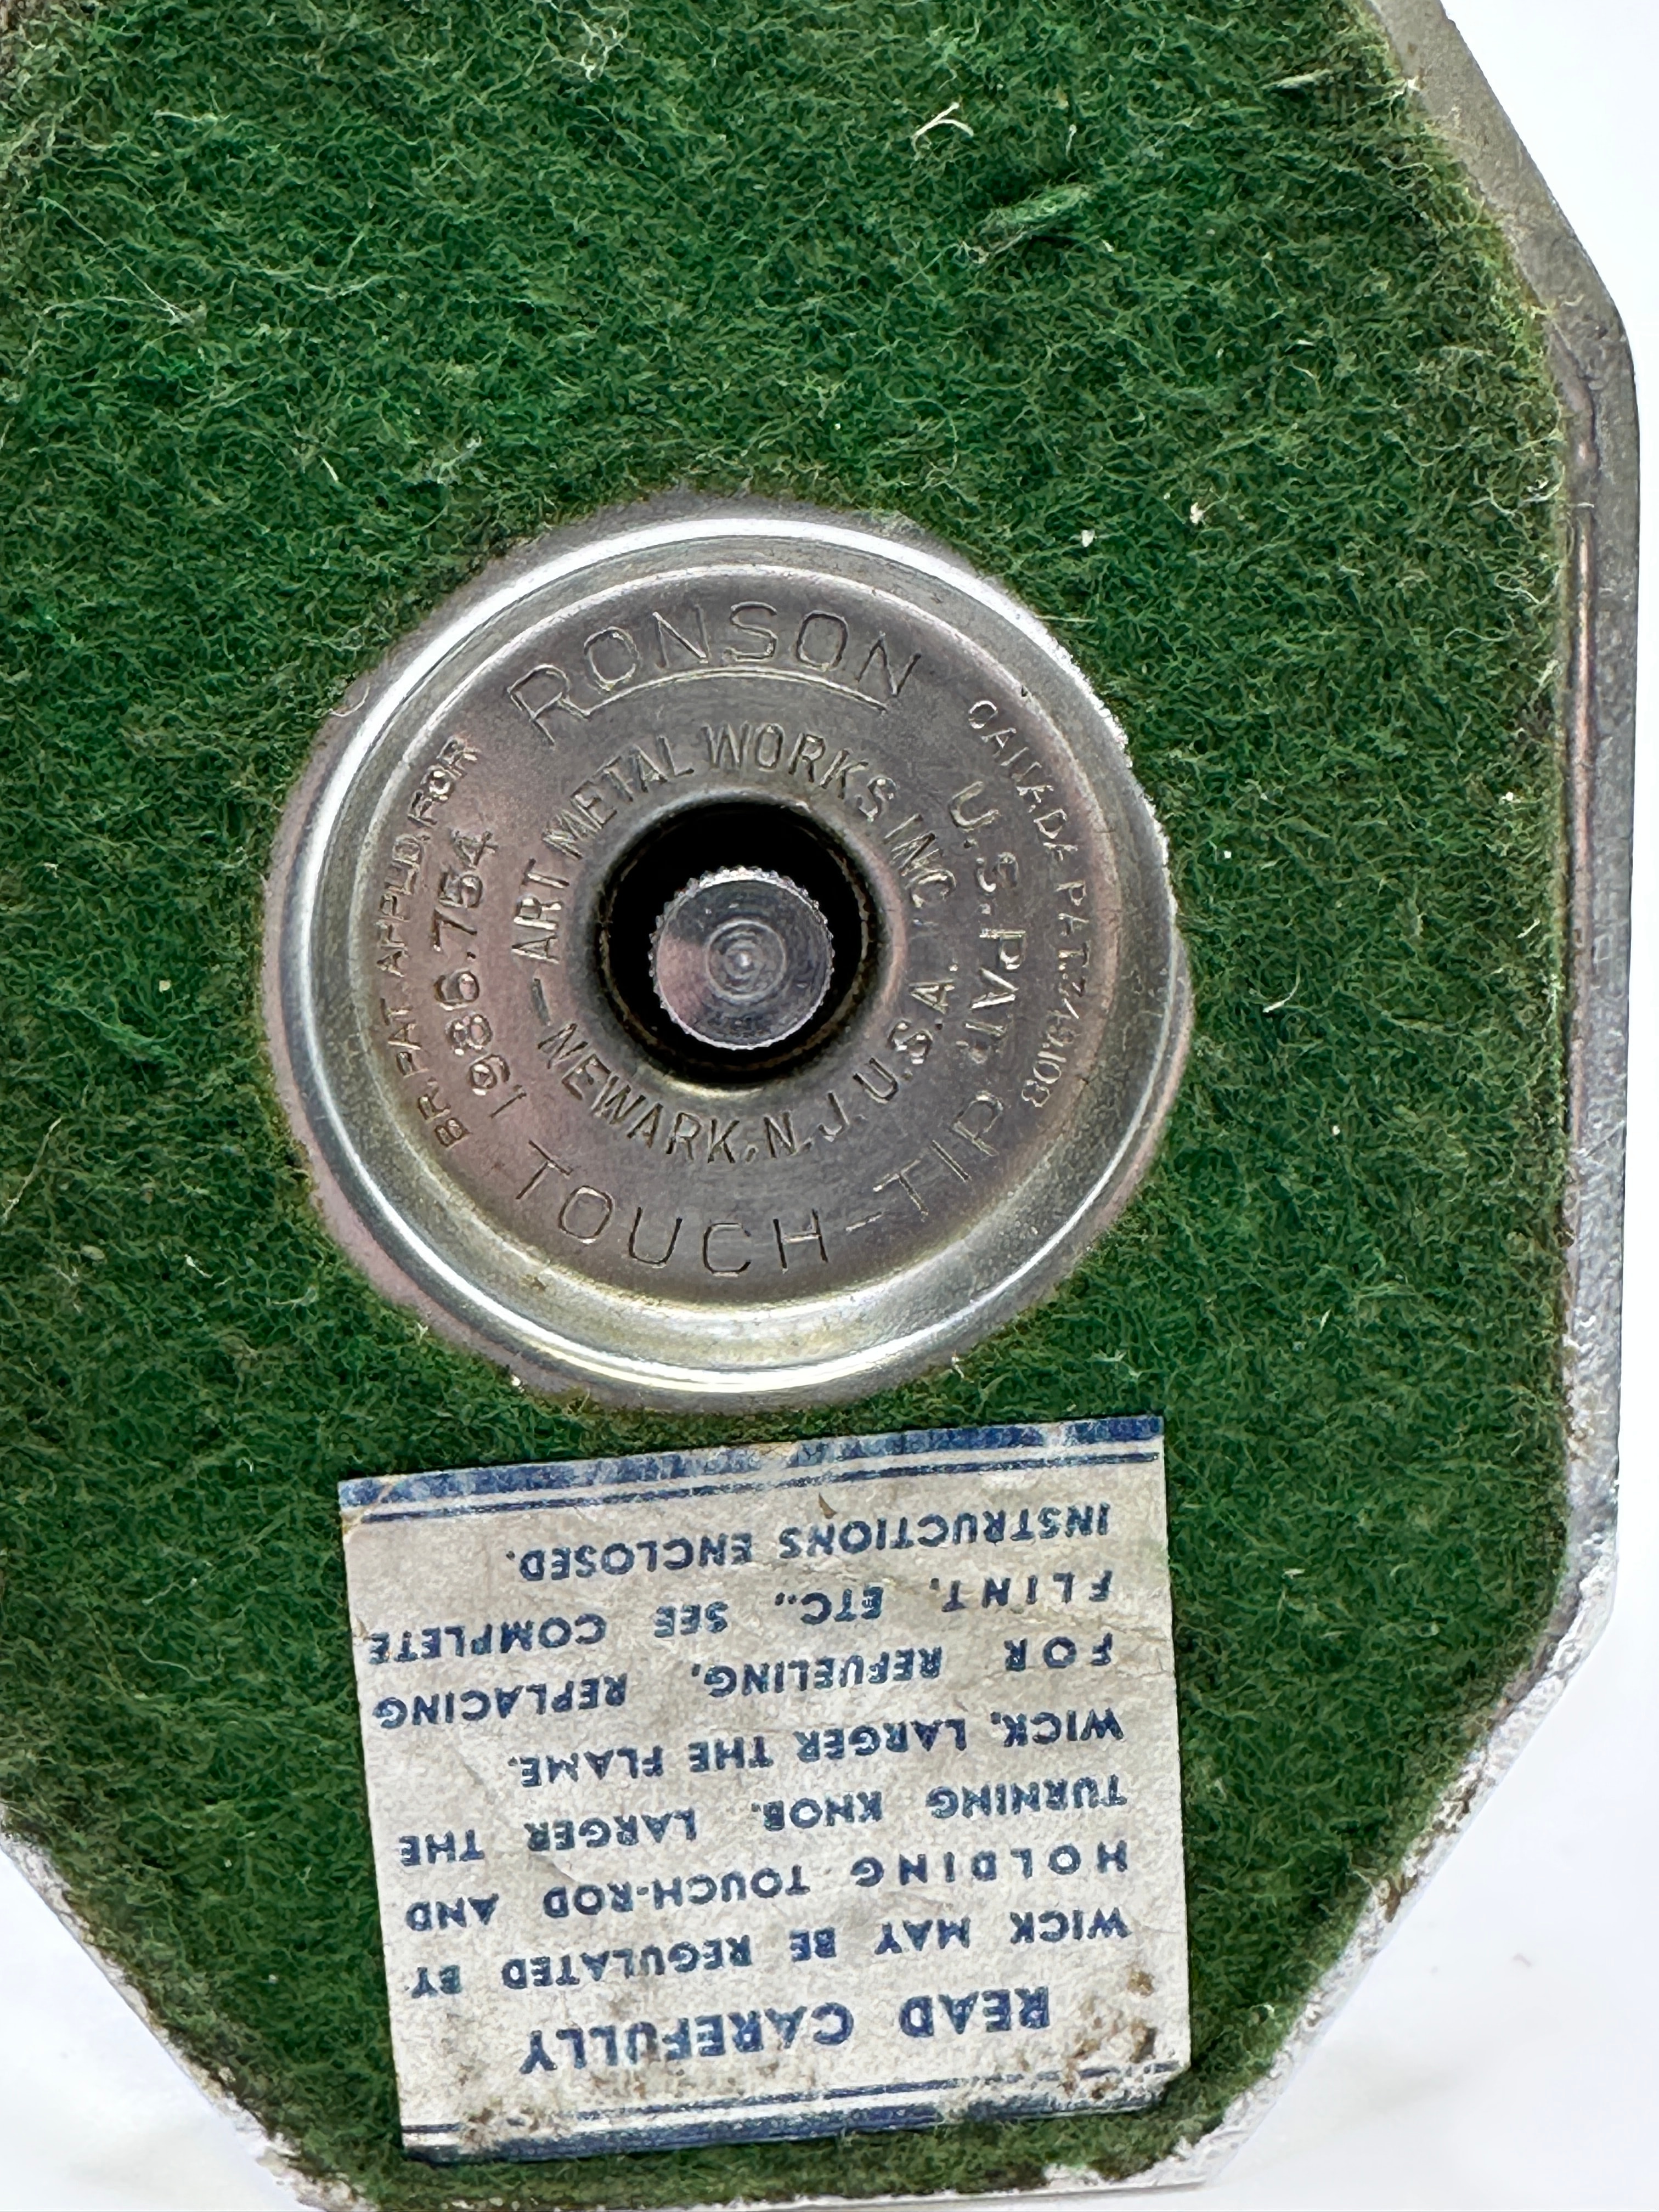 RONSON
ART METAL WORKS INC.
NEWARK, N. J. U.S.A.
TOUCH-TIP
BR. PAT. APPLD. FOR
1,986.754
U.S. PAT.
CANADA PAT.
READ CAREFULLY
WICK MAY BE REGULATED BY
HOLDING TOUCH-ROD AND
TURNING KNOB. LARGER THE
WICK, LARGER THE FLAME.
FOR REFUELING, REPLACING
FLINT, ETC., SEE COMPLETE
INSTRUCTIONS ENCLOSED.